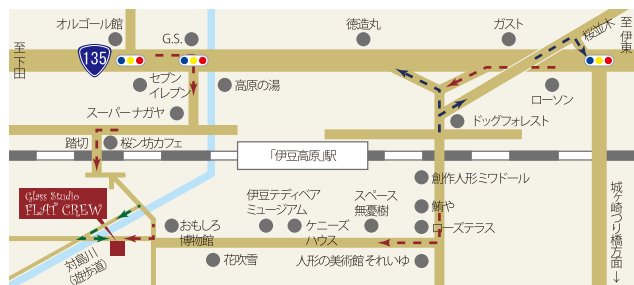 オルゴール館
G.S.
徳造丸
ガスト
桜並木
至伊東
至下田
135
セブン
イレブン
高原の湯
ローソン
スーパーナガヤ
ドッグフォレスト
踏切
桜ン坊カフェ
「伊豆高原」駅
創作人形ミワドール
Glass Studio
FLAT CREW
伊豆テディベア
ミュージアム
スペース
無憂樹
鮪や
おもしろ
博物館
ケニーズ
ハウス
ローズテラス
城ヶ崎つり橋方面→
対島川
(遊歩道)
花吹雪
人形の美術館 それいゆ